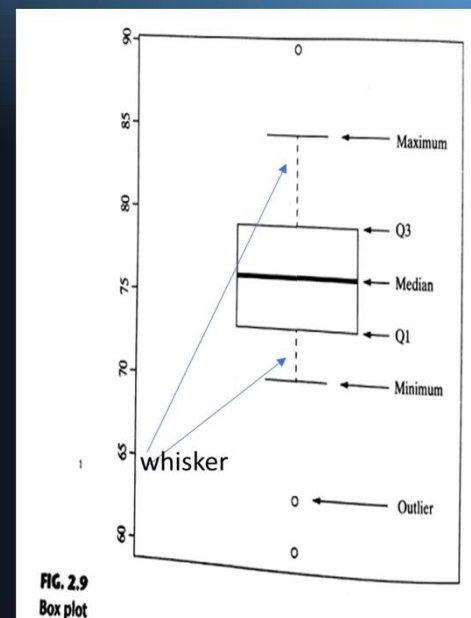 90
85
80
75
70
65
60
Maximum
Q3
Median
Q1
Minimum
Outlier
whisker
FIG. 2.9
Box plot